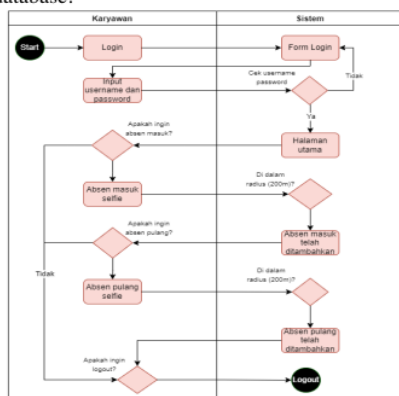 database.
Karyawan
Sistem
Start
Login
Form Login
Input
username dan
password
Cek username
password
Tidak
Ya
Halaman
utama
Apakah ingin
absen masuk?
Absen masuk
selfie
Di dalam
radius (200m)?
Absen masuk
telah
ditambahkan
Apakah ingin
absen pulang?
Tidak
Absen pulang
selfie
Di dalam
radius (200m)?
Absen pulang
telah
ditambahkan
Apakah ingin
logout?
Logout